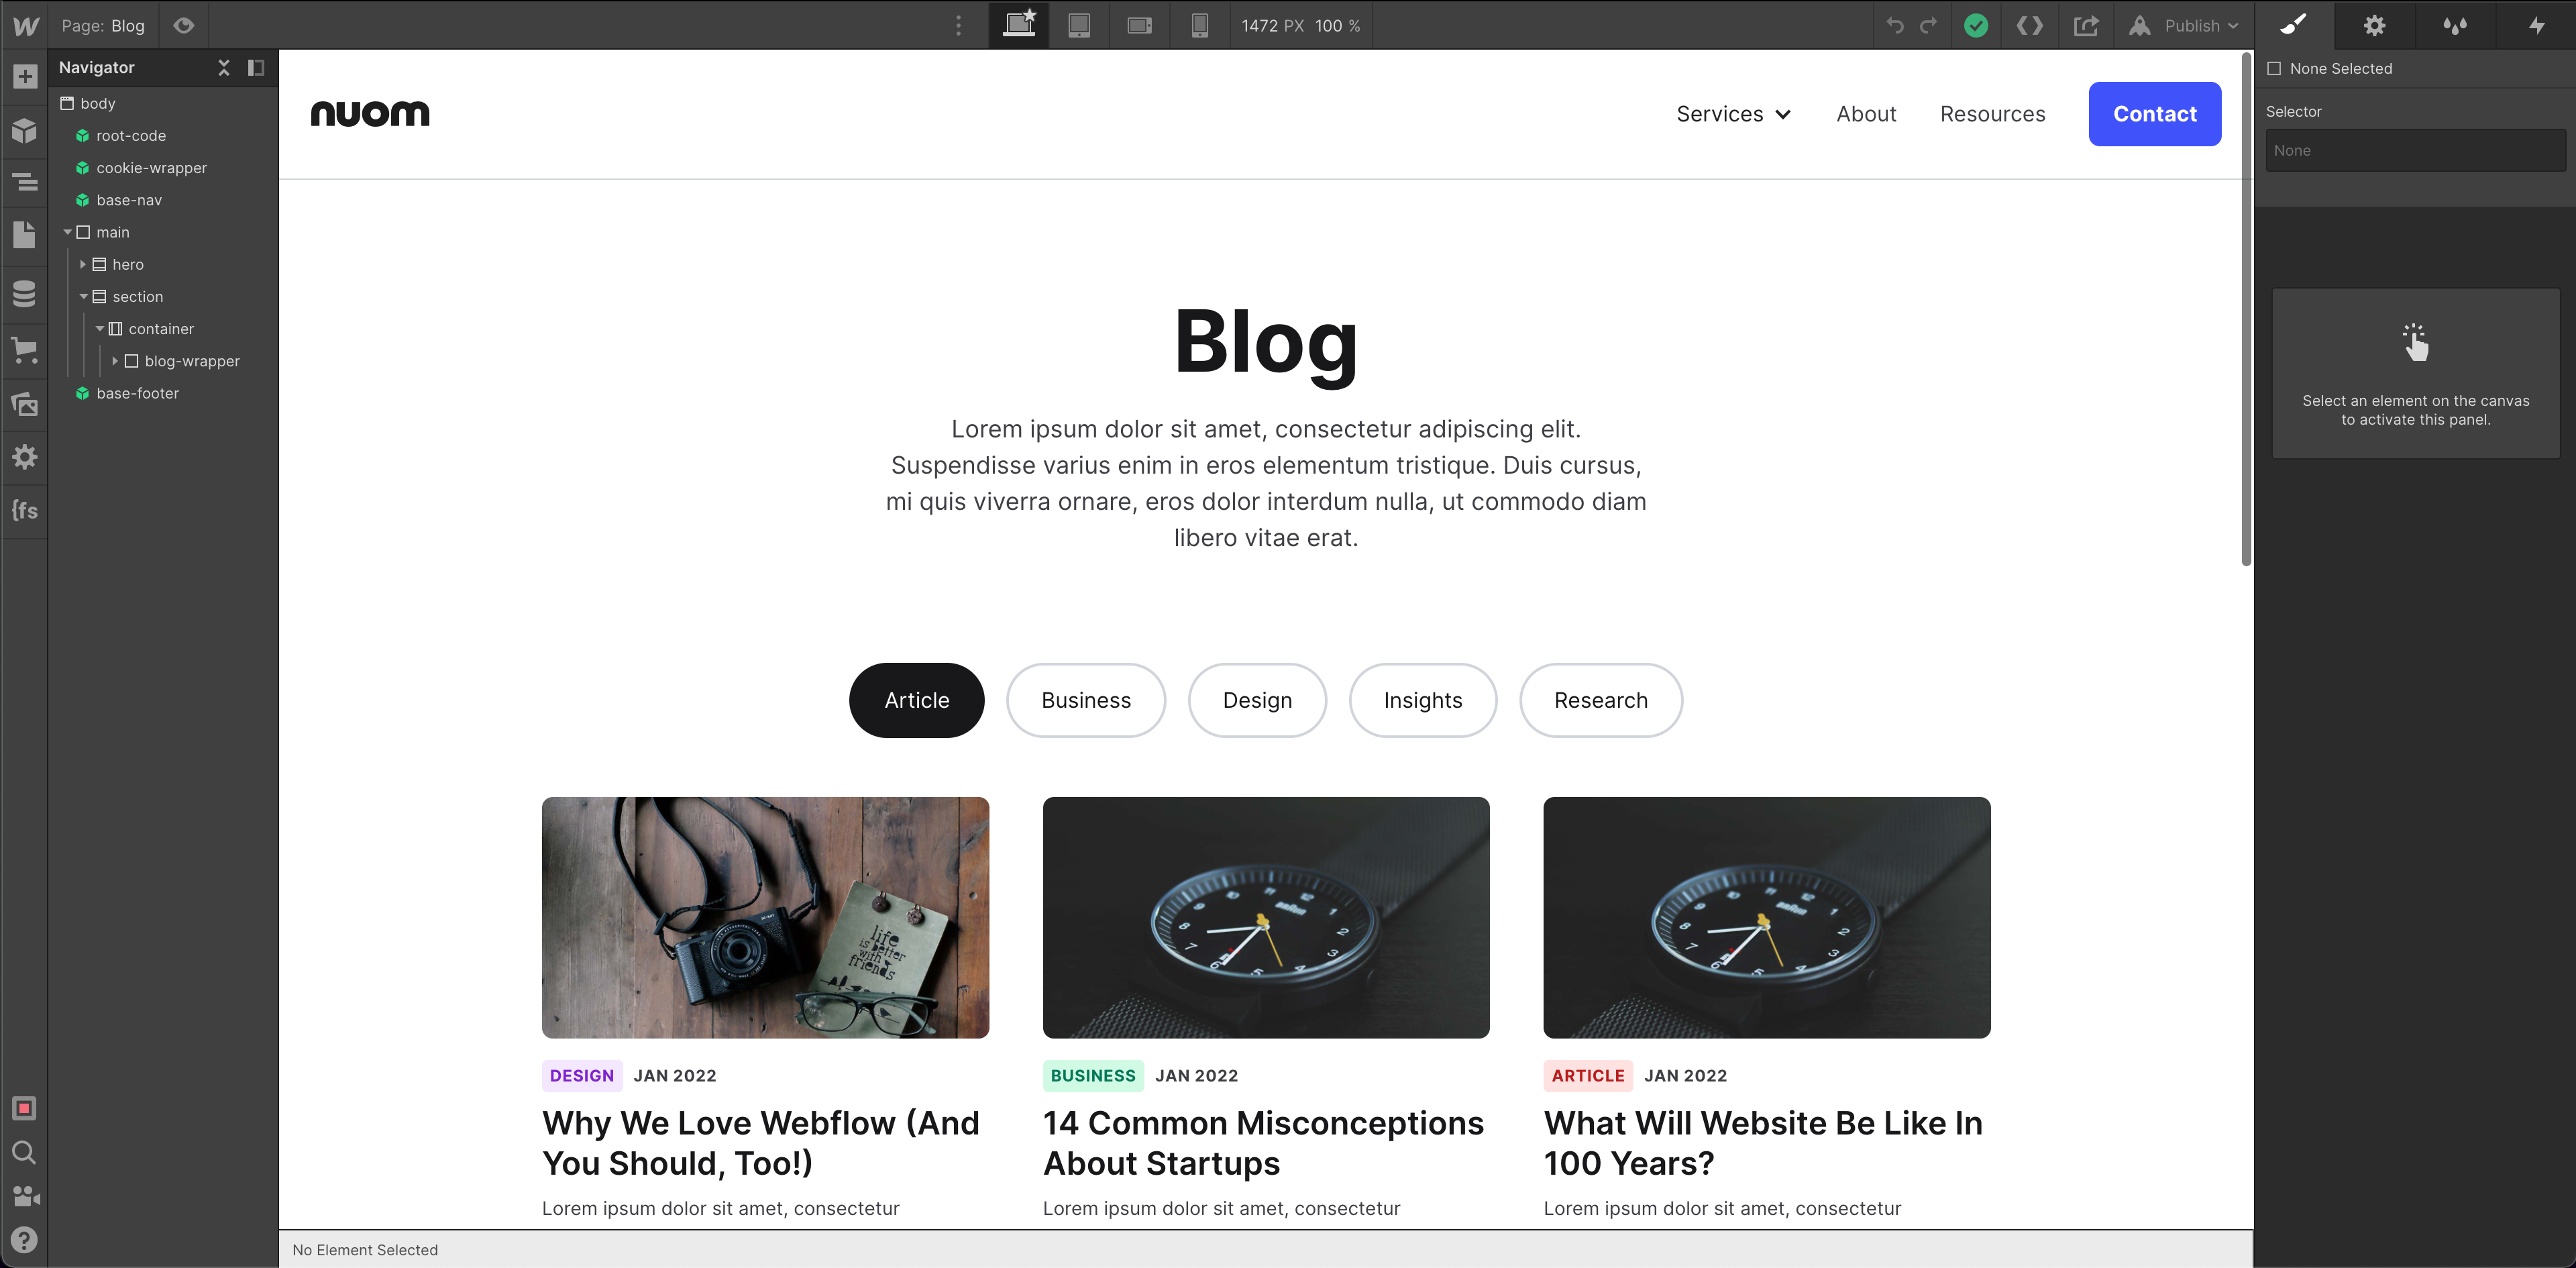 Page: Blog
1472 PX 100 %
Publish
Navigator
body
root-code
cookie-wrapper
base-nav
main
hero
section
container
blog-wrapper
base-footer
{fs
nuom
Services
About
Resources
Contact
Blog
Lorem ipsum dolor sit amet, consectetur adipiscing elit.
Suspendisse varius enim in eros elementum tristique. Duis cursus,
mi quis viverra ornare, eros dolor interdum nulla, ut commodo diam
libero vitae erat.
Article
Business
Design
Insights
Research
life
is better
with
friends
DESIGN JAN 2022
Why We Love Webflow (And
You Should, Too!)
Lorem ipsum dolor sit amet, consectetur
BRAUN
BUSINESS JAN 2022
14 Common Misconceptions
About Startups
Lorem ipsum dolor sit amet, consectetur
BRAUN
ARTICLE JAN 2022
What Will Website Be Like In
100 Years?
Lorem ipsum dolor sit amet, consectetur
No Element Selected
None Selected
Selector
None
Select an element on the canvas
to activate this panel.